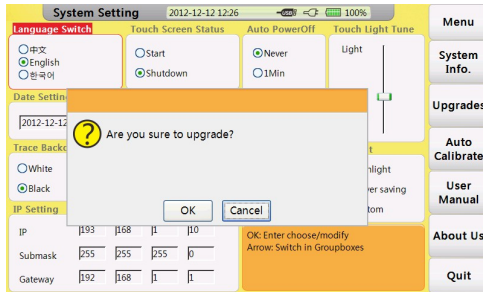 System Setting 2012-12-12 12:26 100%
Language Switch Touch Screen Status Auto PowerOff Touch Light Tune
中文
English
한국어
Start
Shutdown
Never
1Min
Light
Date Settin
2012-12-12
Are you sure to upgrade?
OK Cancel
Trace Backg
White
Black
t
nlight
er saving
tom
IP Setting
IP 193 168 1 10
Submask 255 255 255 0
Gateway 192 168 1 1
OK: Enter choose/modify
Arrow: Switch in Groupboxes
Menu
System
Info.
Upgrades
Auto
Calibrate
User
Manual
About Us
Quit